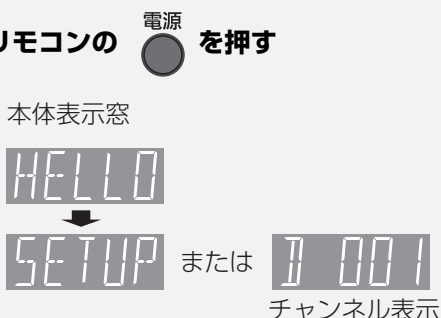 電源
リモコンの を押す
本体表示窓
HELLO
SETUP または D 001
チャンネル表示